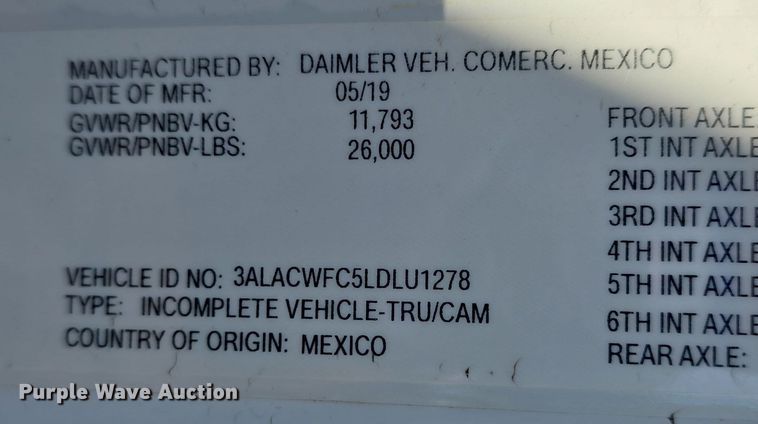 MANUFACTURED BY: DAIMLER VEH. COMERC. MEXICO
DATE OF MFR: 05/19
GVWR/PNBV-KG: 11,793
GVWR/PNBV-LBS: 26,000
FRONT AXLE
1ST INT AXLE
2ND INT AXLE
3RD INT AXLE
4TH INT AXLE
5TH INT AXLE
6TH INT AXLE
REAR AXLE:
VEHICLE ID NO: 3ALACWFC5LDLU1278
TYPE: INCOMPLETE VEHICLE-TRU/CAM
COUNTRY OF ORIGIN: MEXICO
Purple Wave Auction